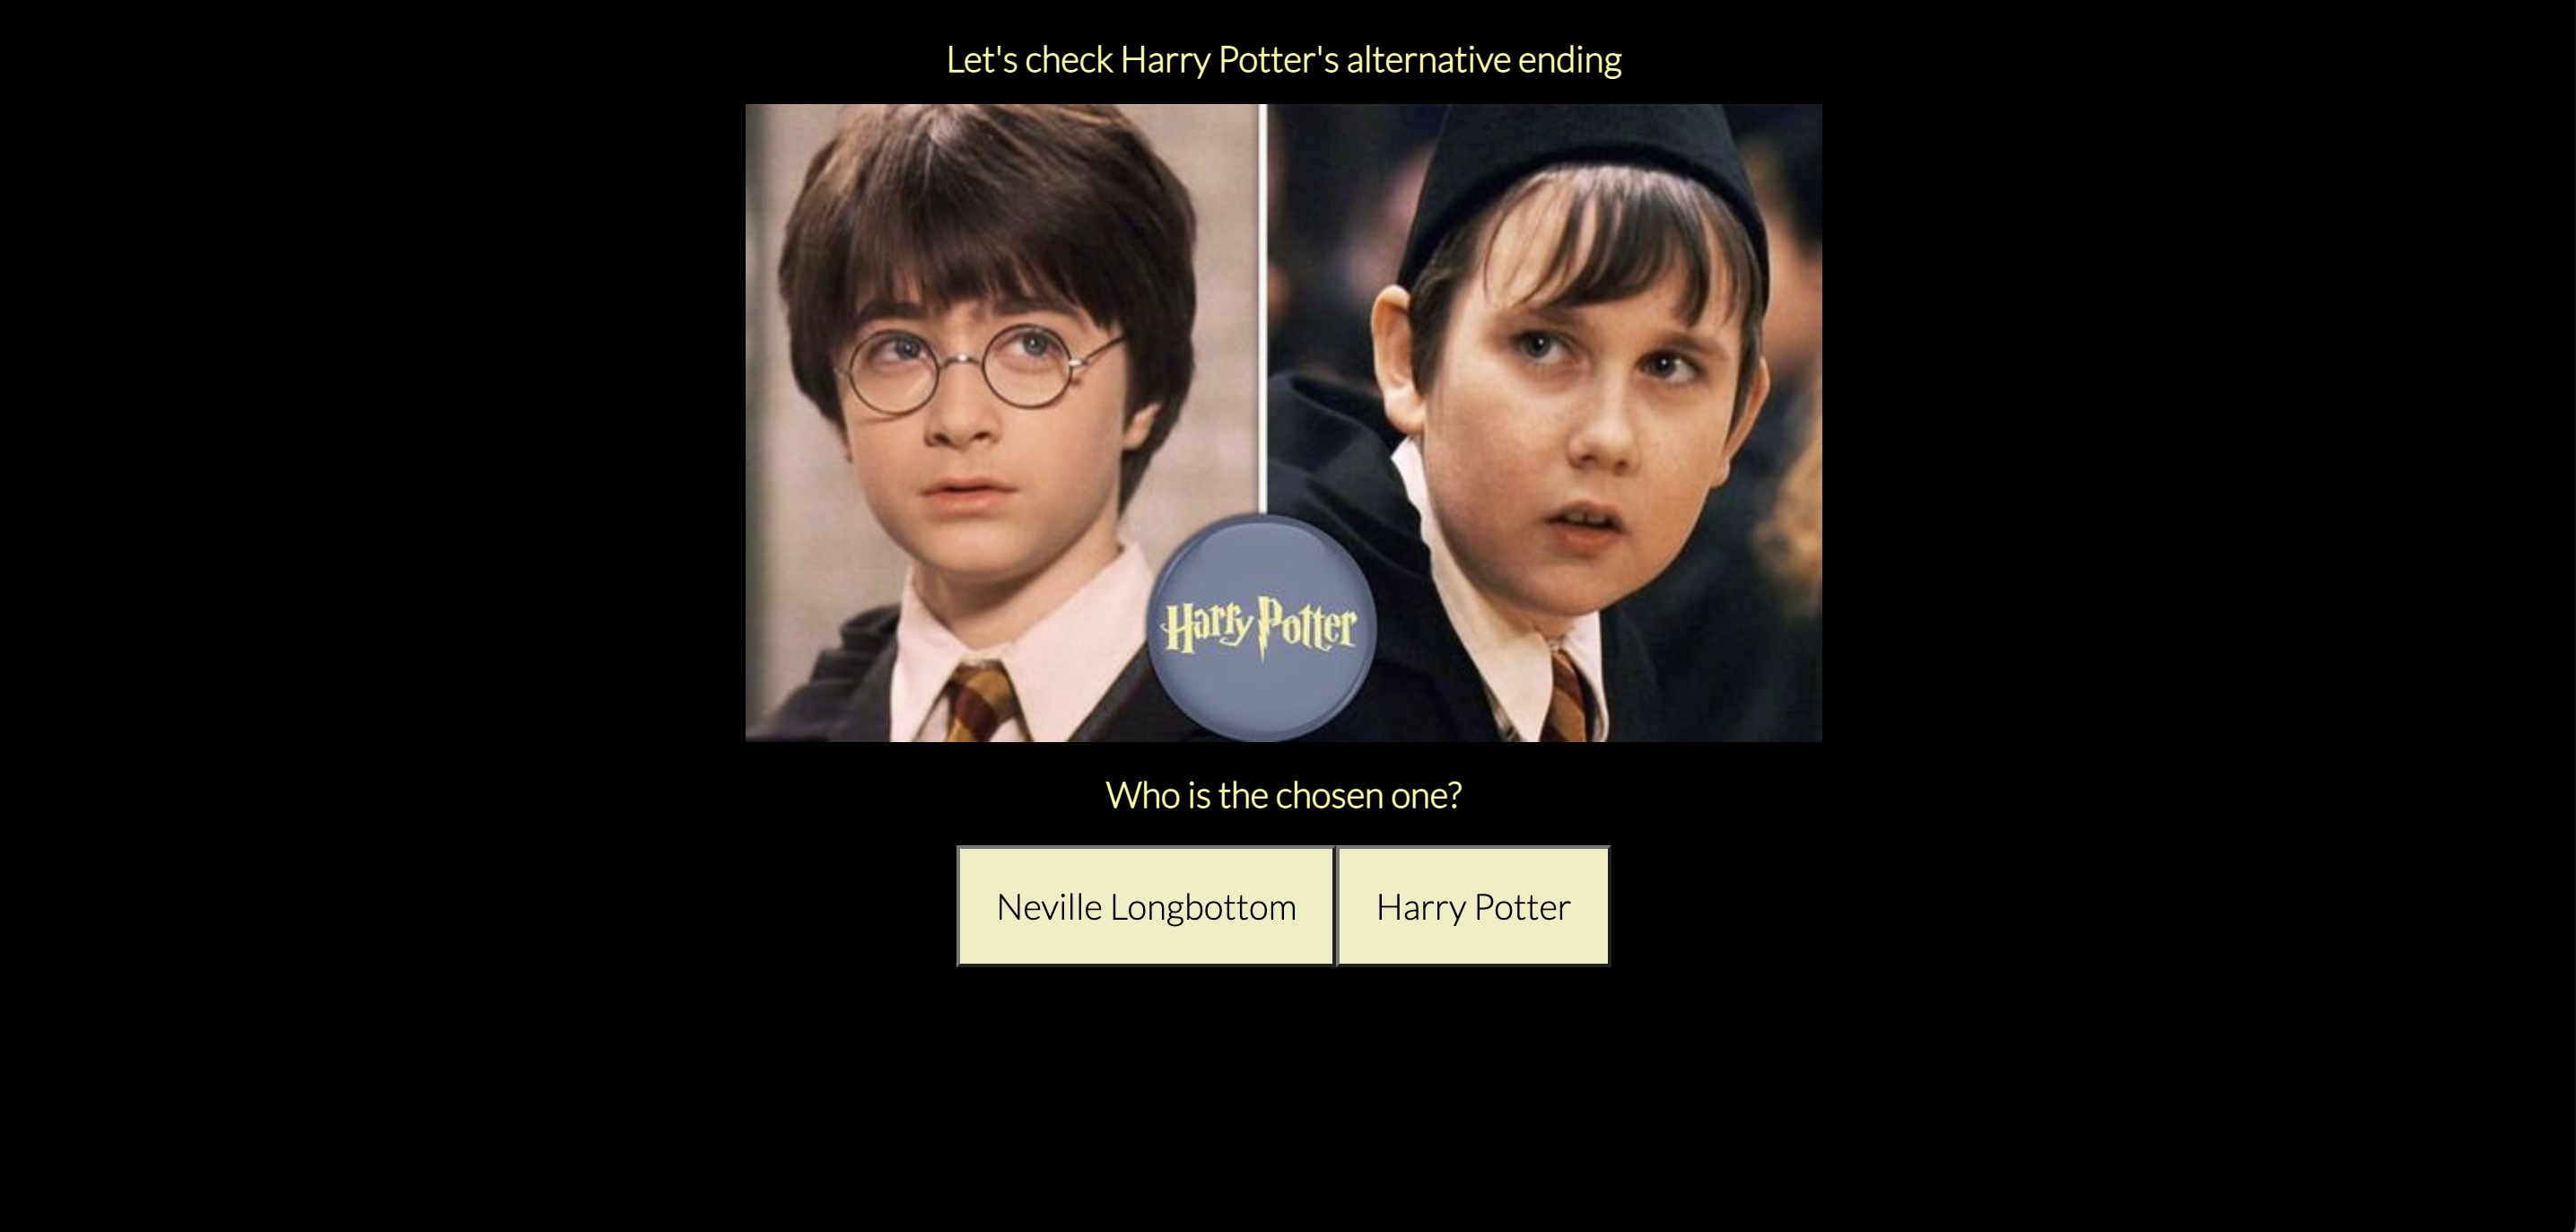 Let's check Harry Potter's alternative ending
Harry Potter
Who is the chosen one?
Neville Longbottom
Harry Potter